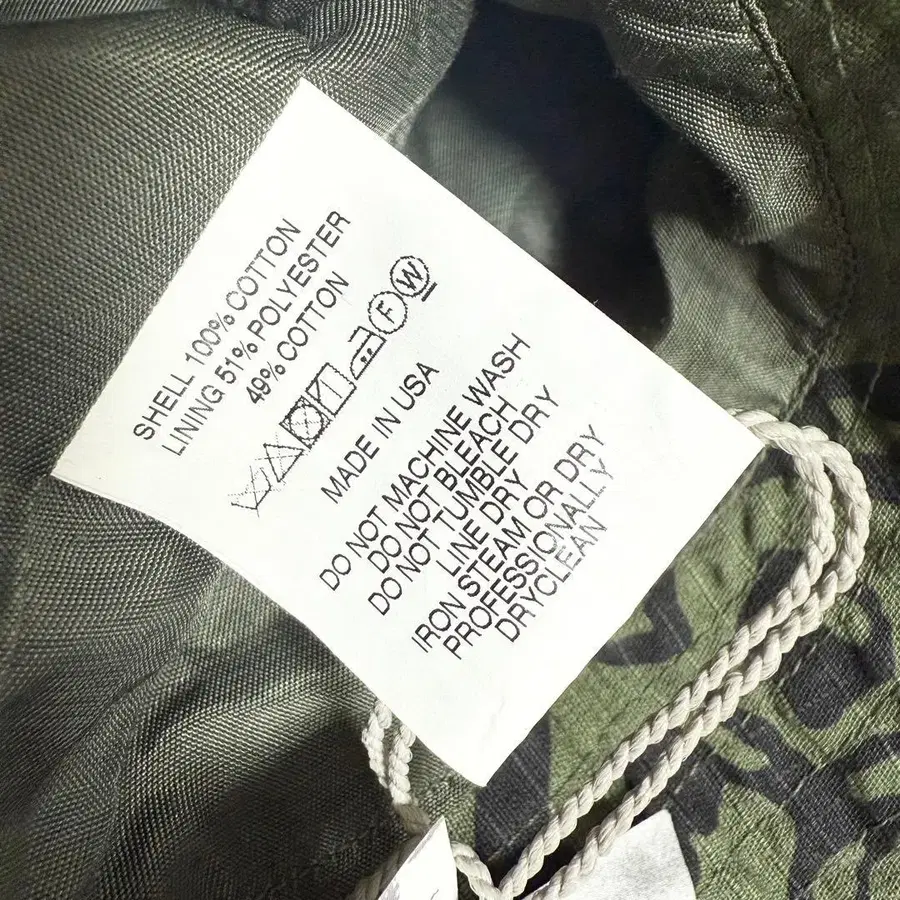 SHELL 100% COTTON
LINING 51% POLYESTER
49% COTTON
F W
MADE IN USA
DO NOT MACHINE WASH
DO NOT BLEACH
DO NOT TUMBLE DRY
LINE DRY
IRON STEAM OR DRY
PROFESSIONALLY
DRYCLEAN